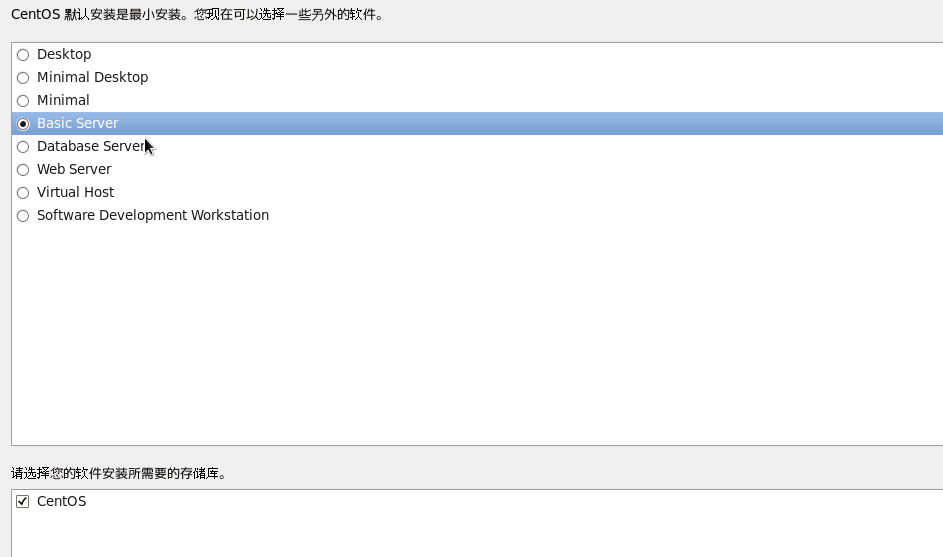 CentOS 默认安装是最小安装。您现在可以选择一些另外的软件。
Desktop
Minimal Desktop
Minimal
Basic Server
Database Server
Web Server
Virtual Host
Software Development Workstation
请选择您的软件安装所需要的存储库。
CentOS